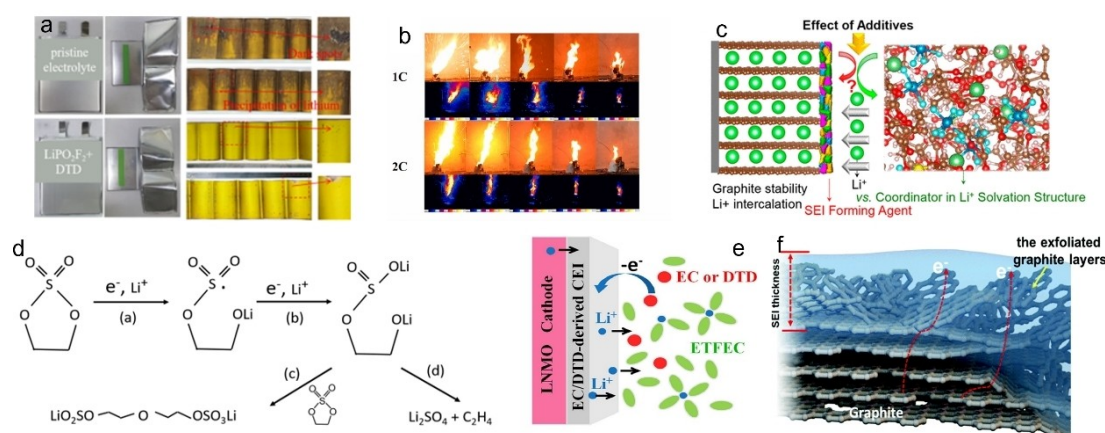 a
pristine
electrolyte
LiPO₂F₂+
DTD
Precipitation of lithium
b
1C
2C
c
Effect of Additives
?
Li⁺
Graphite stability
Li+ intercalation
vs. Coordinator in Li⁺ Solvation Structure
SEI Forming Agent
d
O O
S
O O
e⁻, Li⁺
(a)
O
S•
O OLi
e⁻, Li⁺
(b)
O OLi
S
O OLi
(c)
O O
S
O O
(d)
LiO₂SO O OSO₃Li
Li₂SO₄ + C₂H₄
e
LNMO Cathode
EC/DTD-derived CEI
-e⁻
EC or DTD
Li⁺
ETFEC
Li⁺
f
SEI thickness
e⁻
e
the exfoliated
graphite layers
Graphite